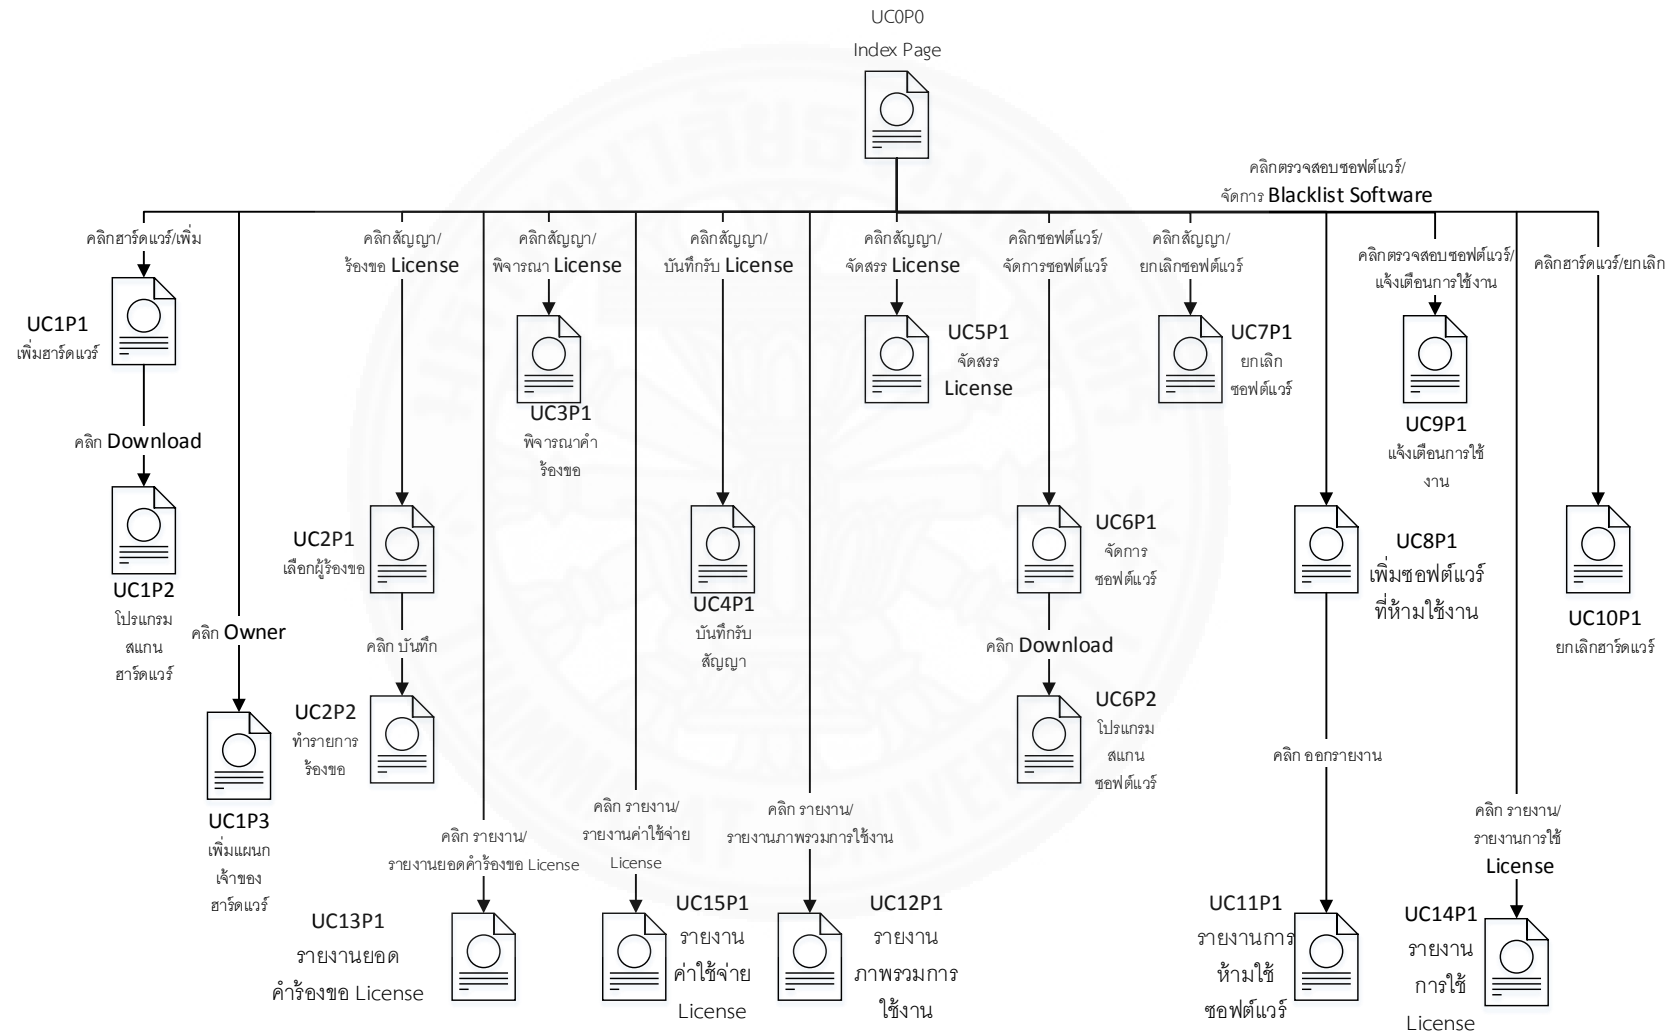 UC0P0
Index Page
คลิกตรวจสอบซอฟต์แวร์/
จัดการ Blacklist Software
คลิกฮาร์ดแวร์/เพิ่ม
คลิกสัญญา/
ร้องขอ License
คลิกสัญญา/
พิจารณา License
คลิกสัญญา/
บันทึกรับ License
คลิกสัญญา/
จัดสรร License
คลิกซอฟต์แวร์/
จัดการซอฟต์แวร์
คลิกสัญญา/
ยกเลิกซอฟต์แวร์
คลิกตรวจสอบซอฟต์แวร์/
แจ้งเตือนการใช้งาน
คลิกฮาร์ดแวร์/ยกเลิก
UC1P1
เพิ่มฮาร์ดแวร์
UC3P1
พิจารณาคำ
ร้องขอ
UC5P1
จัดสรร
License
UC7P1
ยกเลิก
ซอฟต์แวร์
UC9P1
แจ้งเตือนการใช้
งาน
คลิก Download
UC1P2
โปรแกรม
สแกน
ฮาร์ดแวร์
UC2P1
เลือกผู้ร้องขอ
UC4P1
บันทึกรับ
สัญญา
UC6P1
จัดการ
ซอฟต์แวร์
UC8P1
เพิ่มซอฟต์แวร์
ที่ห้ามใช้งาน
UC10P1
ยกเลิกฮาร์ดแวร์
คลิก Owner
คลิก บันทึก
คลิก Download
UC1P3
เพิ่มแผนก
เจ้าของ
ฮาร์ดแวร์
UC2P2
ทำรายการ
ร้องขอ
UC6P2
โปรแกรม
สแกน
ซอฟต์แวร์
คลิก ออกรายงาน
คลิก รายงาน/
รายงานยอดคำร้องขอ License
คลิก รายงาน/
รายงานค่าใช้จ่าย
License
คลิก รายงาน/
รายงานภาพรวมการใช้งาน
คลิก รายงาน/
รายงานการใช้
License
UC13P1
รายงานยอด
คำร้องขอ License
UC15P1
รายงาน
ค่าใช้จ่าย
License
UC12P1
รายงาน
ภาพรวมการ
ใช้งาน
UC11P1
รายงานการ
ห้ามใช้
ซอฟต์แวร์
UC14P1
รายงาน
การใช้
License